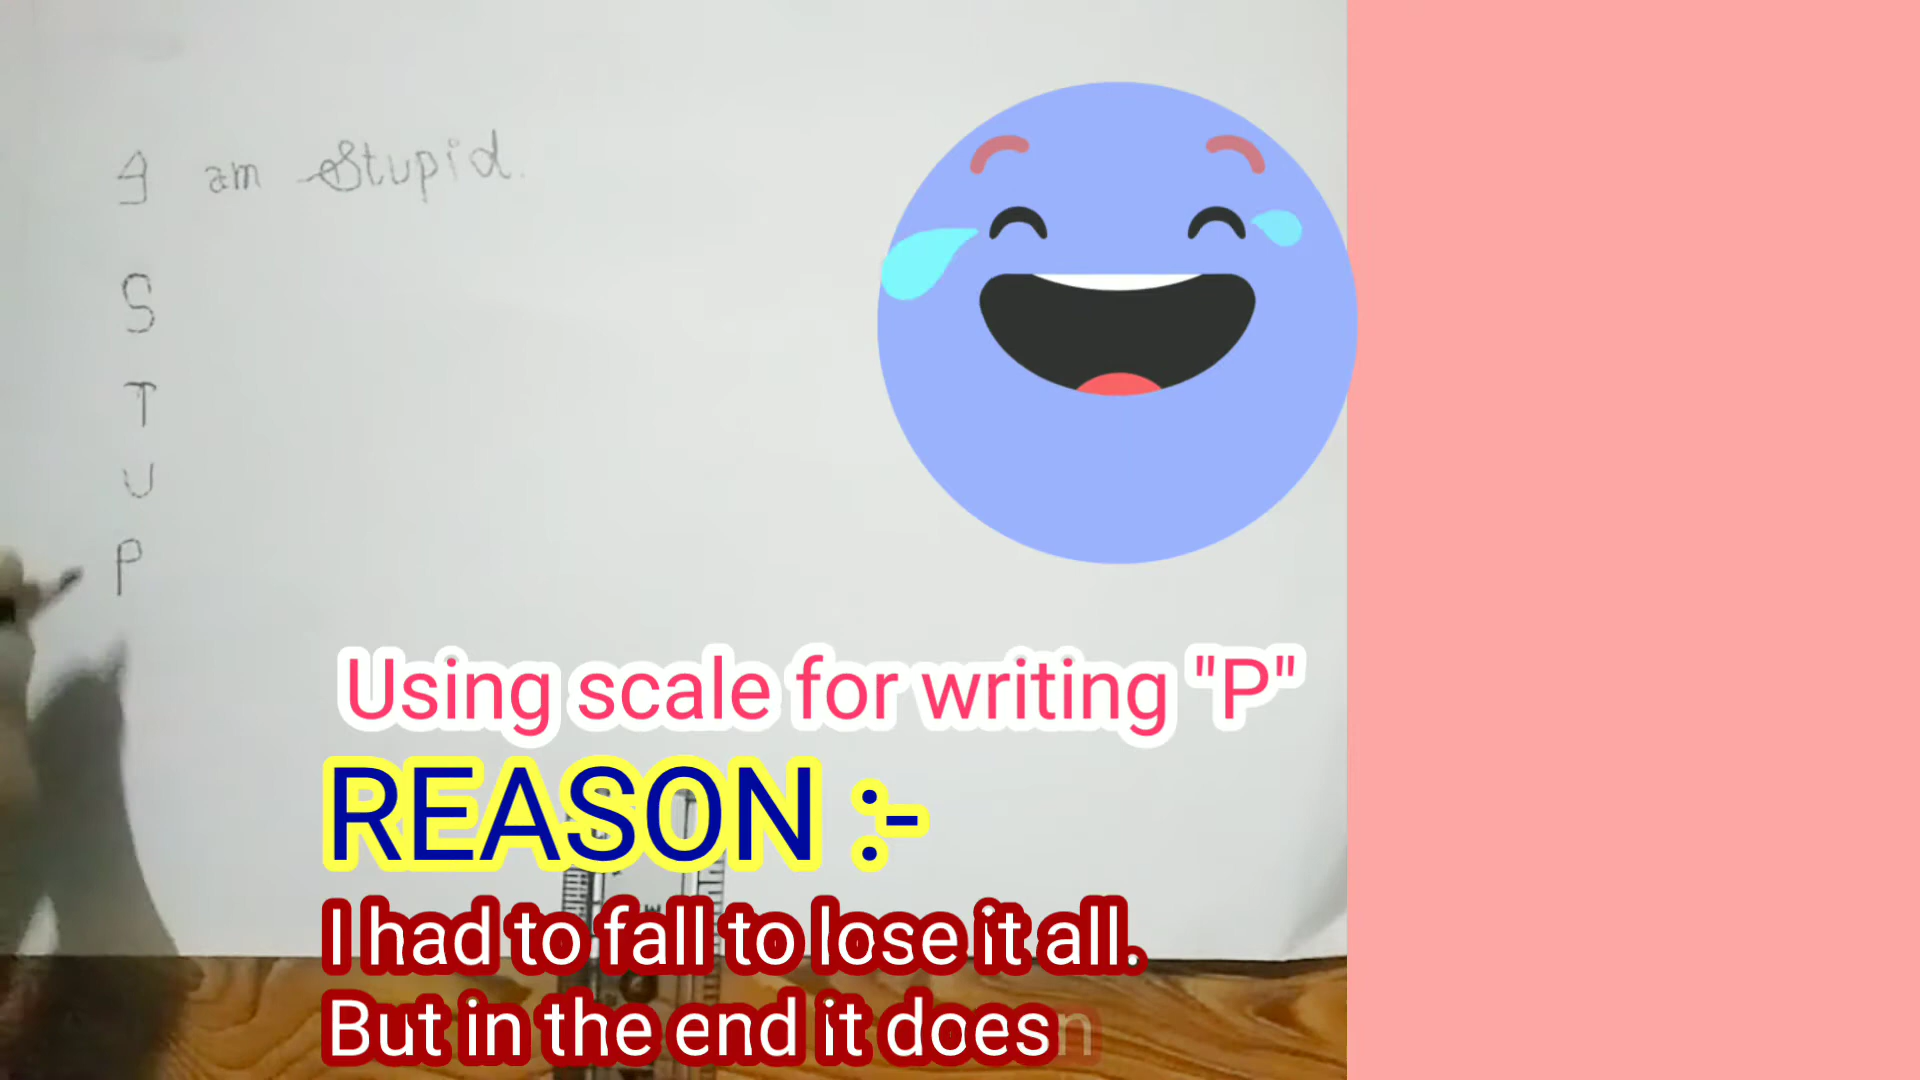 I am Stupid.
S
T
U
P
Using scale for writing "P"
REASON :-
I had to fall to lose it all.
But in the end it doesn